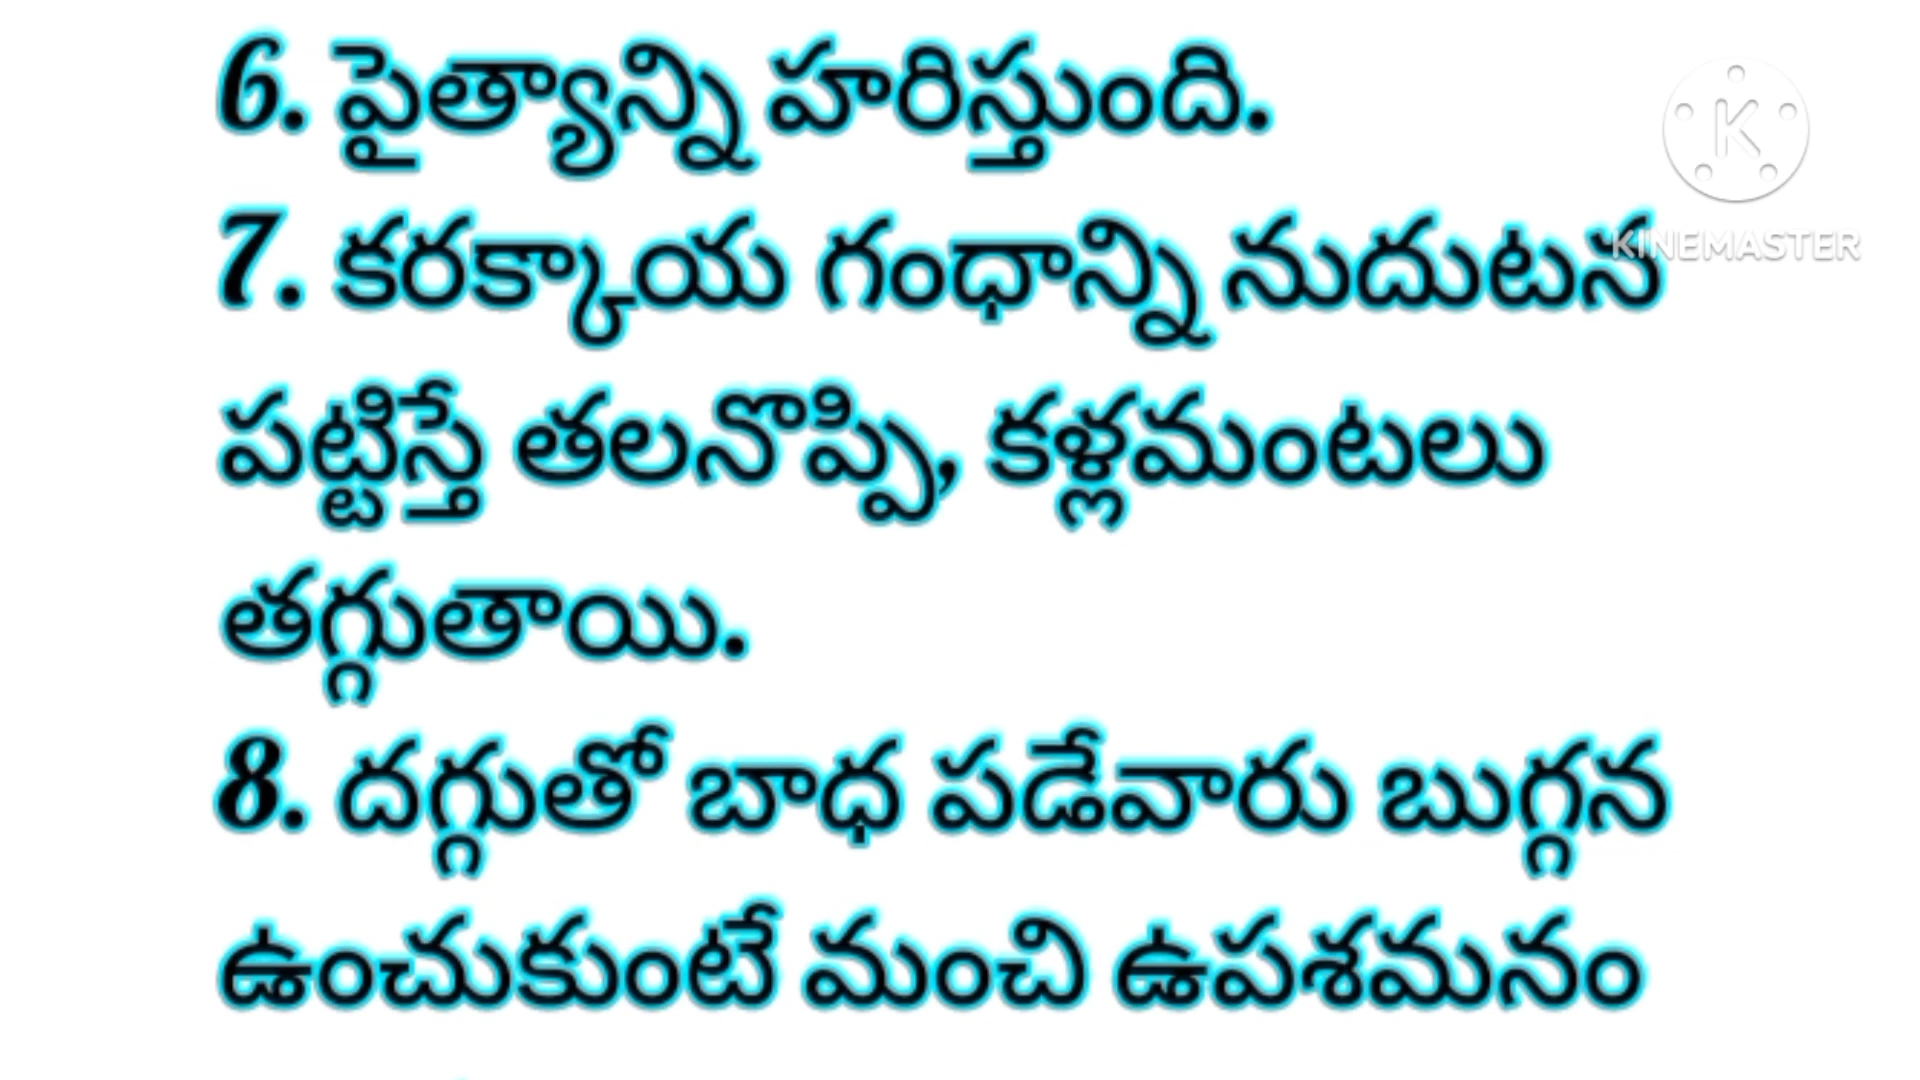 6. పైత్యాన్ని హరిస్తుంది.
7. కరక్కాయ గంధాన్ని నుదుటన
పట్టిస్తే తలనొప్పి, కళ్లమంటలు
తగ్గుతాయి.
8. దగ్గుతో బాధ పడేవారు బుగ్గన
ఉంచుకుంటే మంచి ఉపశమనం
K
KINEMASTER